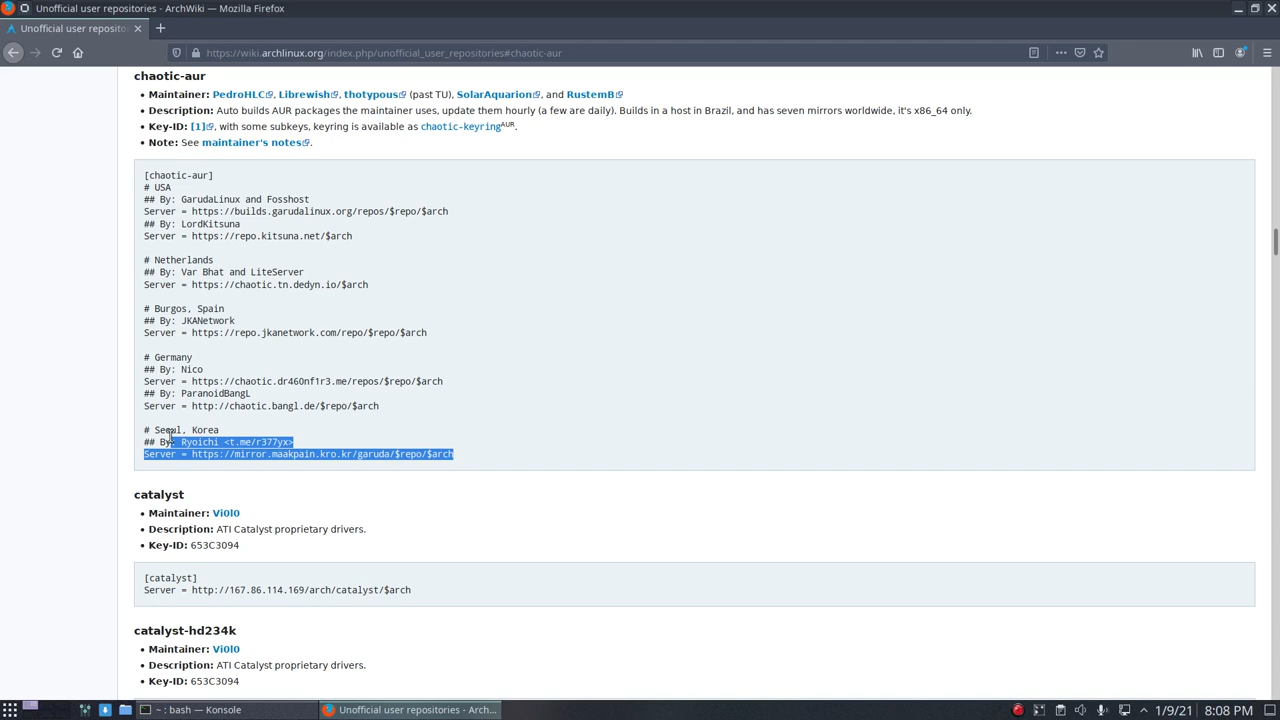 Unofficial user repositories - ArchWiki — Mozilla Firefox
Unofficial user reposito
https://wiki.archlinux.org/index.php/unofficial_user_repositories#chaotic-aur
chaotic-aur
• Maintainer: PedroHLC, Librewish, thotypous (past TU), SolarAquarion, and RustemB
• Description: Auto builds AUR packages the maintainer uses, update them hourly (a few are daily). Builds in a host in Brazil, and has seven mirrors worldwide, it's x86_64 only.
• Key-ID: [1], with some subkeys, keyring is available as chaotic-keyringAUR.
• Note: See maintainer's notes.
[chaotic-aur]
# USA
## By: GarudaLinux and Fosshost
Server = https://builds.garudalinux.org/repos/$repo/$arch
## By: LordKitsuna
Server = https://repo.kitsuna.net/$arch
# Netherlands
## By: Var Bhat and LiteServer
Server = https://chaotic.tn.dedyn.io/$arch
# Burgos, Spain
## By: JKANetwork
Server = https://repo.jkanetwork.com/repo/$repo/$arch
# Germany
## By: Nico
Server = https://chaotic.dr460nf1r3.me/repos/$repo/$arch
## By: ParanoidBangL
Server = http://chaotic.bangl.de/$repo/$arch
# Seoul, Korea
## By: Ryoichi <t.me/r377yx>
Server = https://mirror.maakpain.kro.kr/garuda/$repo/$arch
catalyst
• Maintainer: Vi0l0
• Description: ATI Catalyst proprietary drivers.
• Key-ID: 653C3094
[catalyst]
Server = http://167.86.114.169/arch/catalyst/$arch
catalyst-hd234k
• Maintainer: Vi0l0
• Description: ATI Catalyst proprietary drivers.
• Key-ID: 653C3094
~ : bash — Konsole
Unofficial user repositories - Arch...
1/9/21
8:08 PM